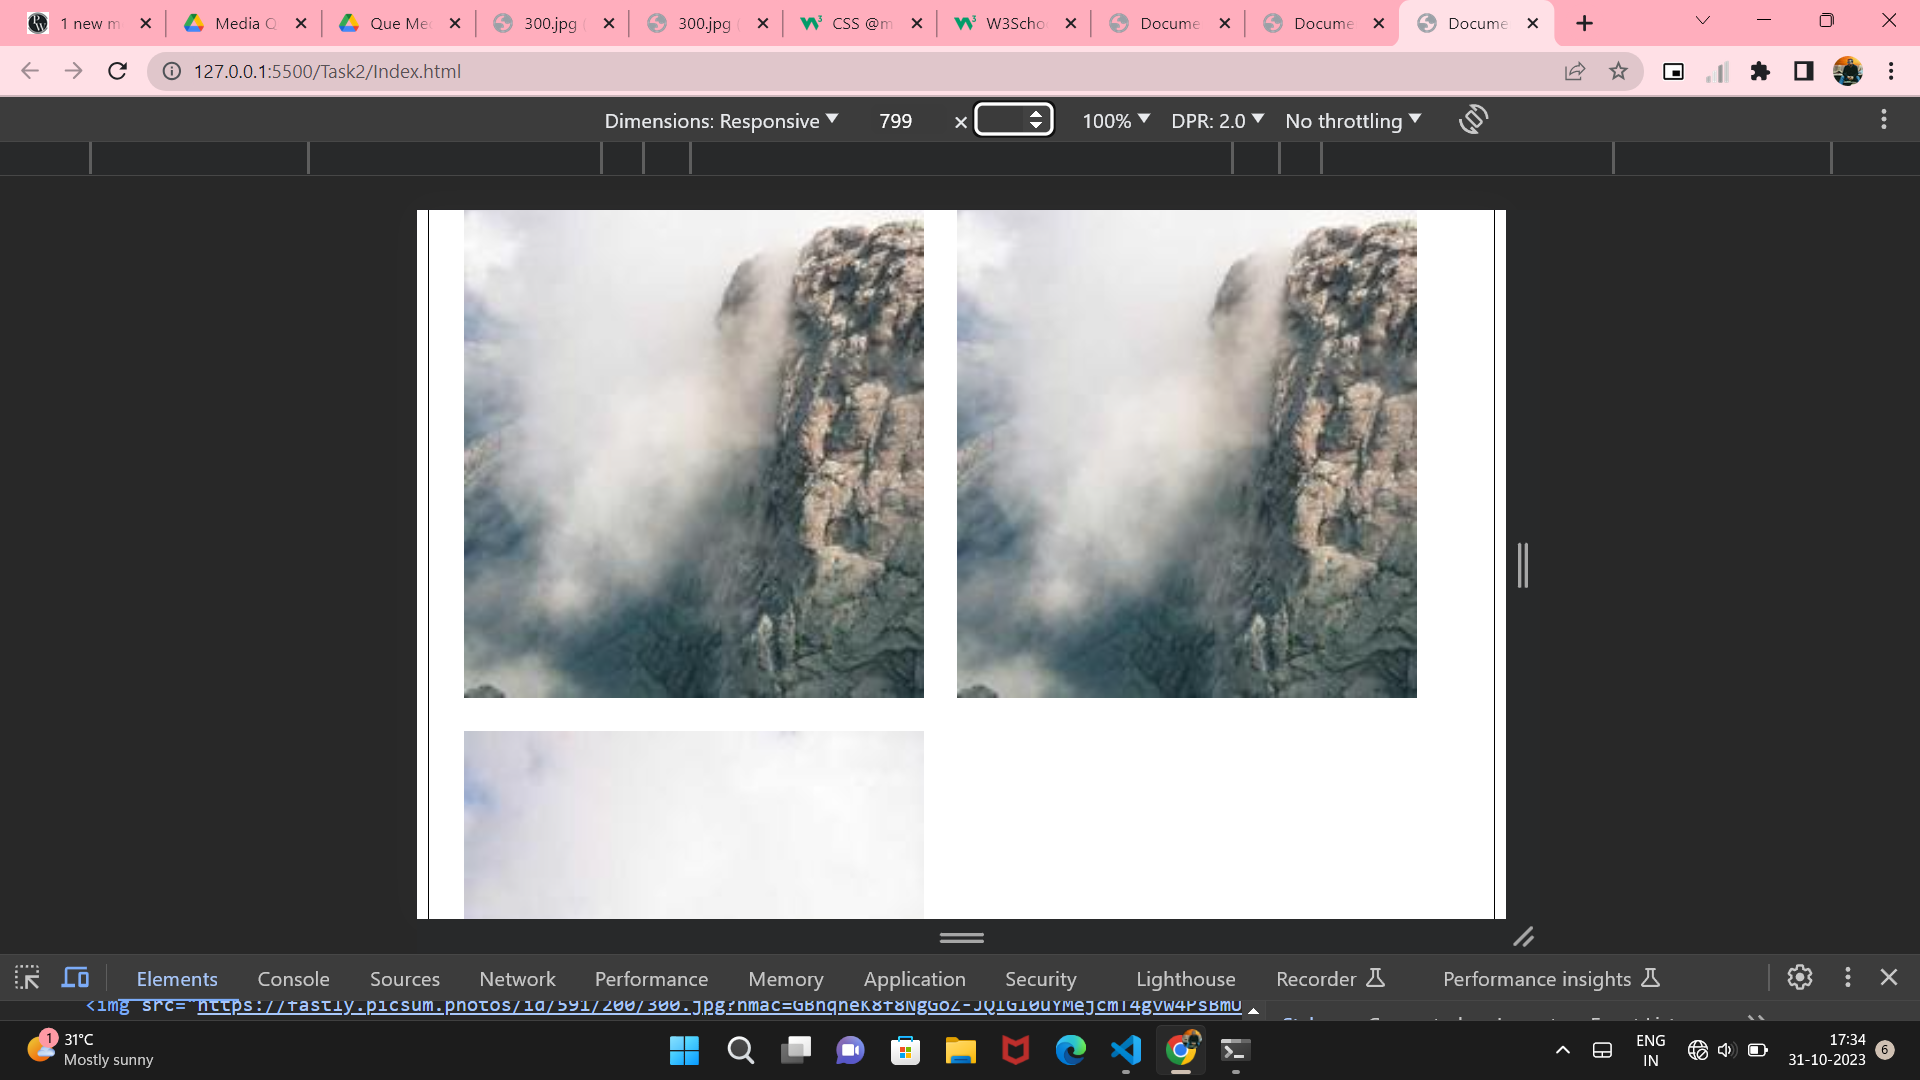 1 new m
Media Q
Que Me
300.jpg
300.jpg
CSS @m
W3Scho
Docume
Docume
Docume
127.0.0.1:5500/Task2/Index.html
Dimensions: Responsive 799 × 100% DPR: 2.0 No throttling
Elements Console Sources Network Performance Memory Application Security Lighthouse Recorder Performance insights
<img src="https://fastly.picsum.photos/id/591/200/300.jpg?hmac=
1
31°C
Mostly sunny
ENG
IN
17:34
31-10-2023
6